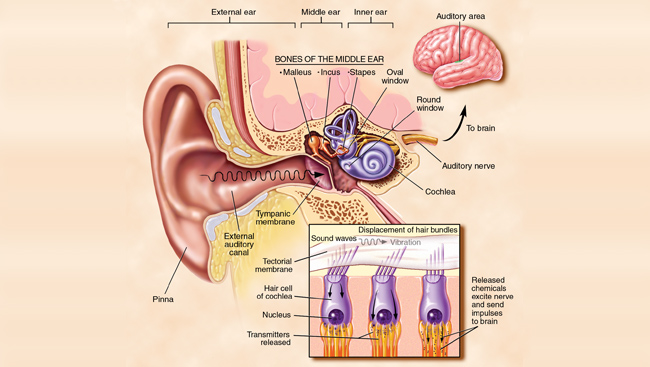 External ear
Middle ear
Inner ear
Auditory area
BONES OF THE MIDDLE EAR
•Malleus •Incus •Stapes
Oval
window
Round
window
To brain
Auditory nerve
Cochlea
Tympanic
membrane
External
auditory
canal
Pinna
Displacement of hair bundles
Sound waves
Vibration
Tectorial
membrane
Hair cell
of cochlea
Nucleus
Transmitters
released
Released
chemicals
excite nerve
and send
impulses
to brain